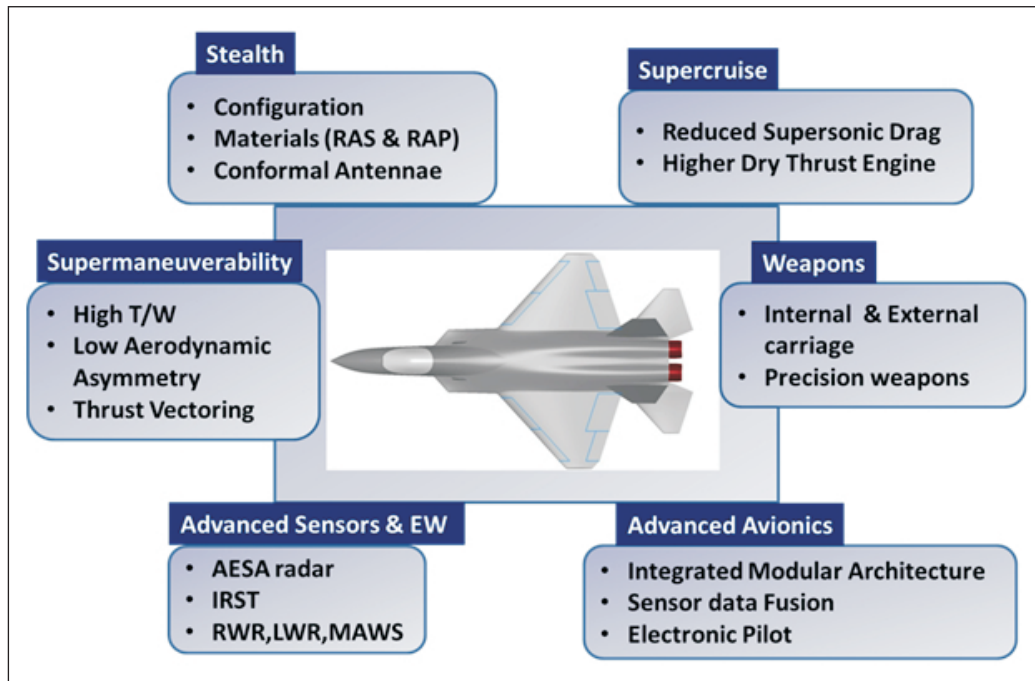 Stealth
• Configuration
• Materials (RAS & RAP)
• Conformal Antennae
Supercruise
• Reduced Supersonic Drag
• Higher Dry Thrust Engine
Supermaneuverability
• High T/W
• Low Aerodynamic
Asymmetry
• Thrust Vectoring
Weapons
• Internal & External
carriage
• Precision weapons
Advanced Sensors & EW
• AESA radar
• IRST
• RWR,LWR,MAWS
Advanced Avionics
• Integrated Modular Architecture
• Sensor data Fusion
• Electronic Pilot